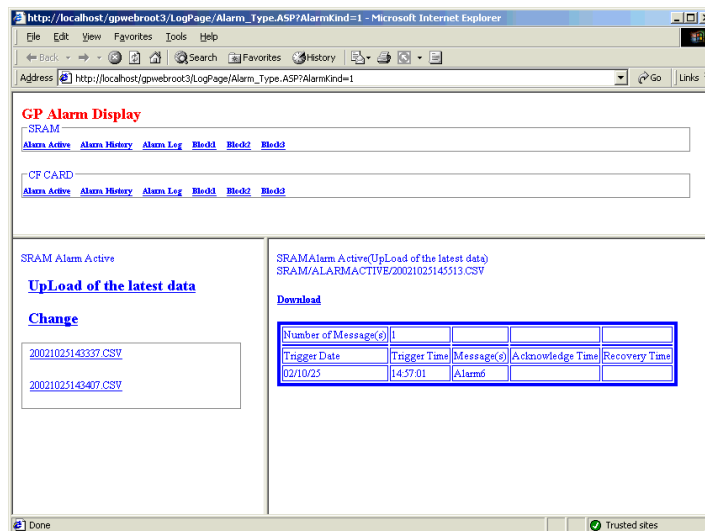 http://localhost/gpwebroot3/LogPage/Alarm_Type.ASP?AlarmKind=1 - Microsoft Internet Explorer
File Edit View Favorites Tools Help
Back Search Favorites History
Address http://localhost/gpwebroot3/LogPage/Alarm_Type.ASP?AlarmKind=1 Go Links
GP Alarm Display
SRAM
Alarm Active Alarm History Alarm Log Block1 Block2 Block3
CF CARD
Alarm Active Alarm History Alarm Log Block1 Block2 Block3
SRAM Alarm Active
UpLoad of the latest data
Change
20021025143337.CSV
20021025143407.CSV
SRAMAlarm Active(UpLoad of the latest data)
SRAM/ALARMACTIVE/20021025145513.CSV
Download
Number of Message(s) 1
Trigger Date Trigger Time Message(s) Acknowledge Time Recovery Time
02/10/25 14:57:01 Alarm6
Done Trusted sites